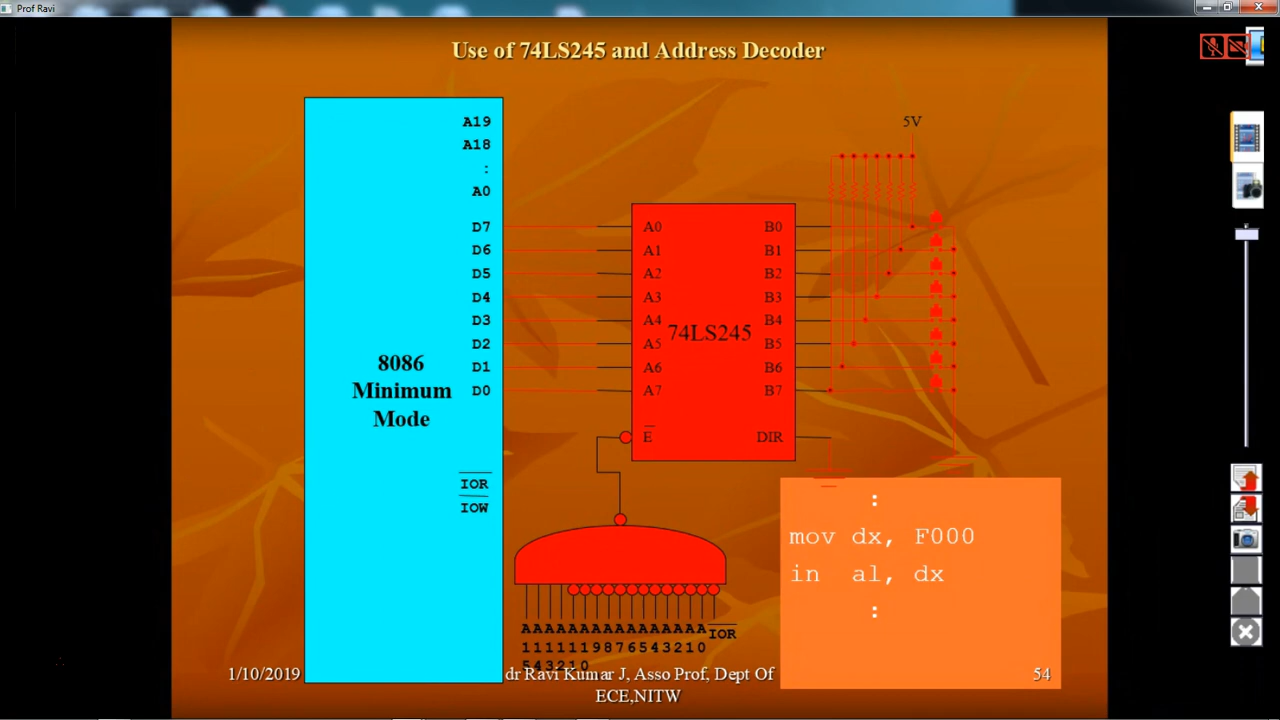 Prof Ravi
Use of 74LS245 and Address Decoder
A19
A18
:
A0
D7
D6
D5
D4
D3
D2
D1
D0
8086
Minimum
Mode
IOR
IOW
A0 B0
A1 B1
A2 B2
A3 B3
A4 B4
A5 B5
A6 B6
A7 B7
74LS245
E DIR
5V
AAAAAAAAAAAAAAAA IOR
1111119876543210
543210
:
mov dx, F000
in al, dx
:
1/10/2019
dr Ravi Kumar J, Asso Prof, Dept Of
ECE,NITW
54